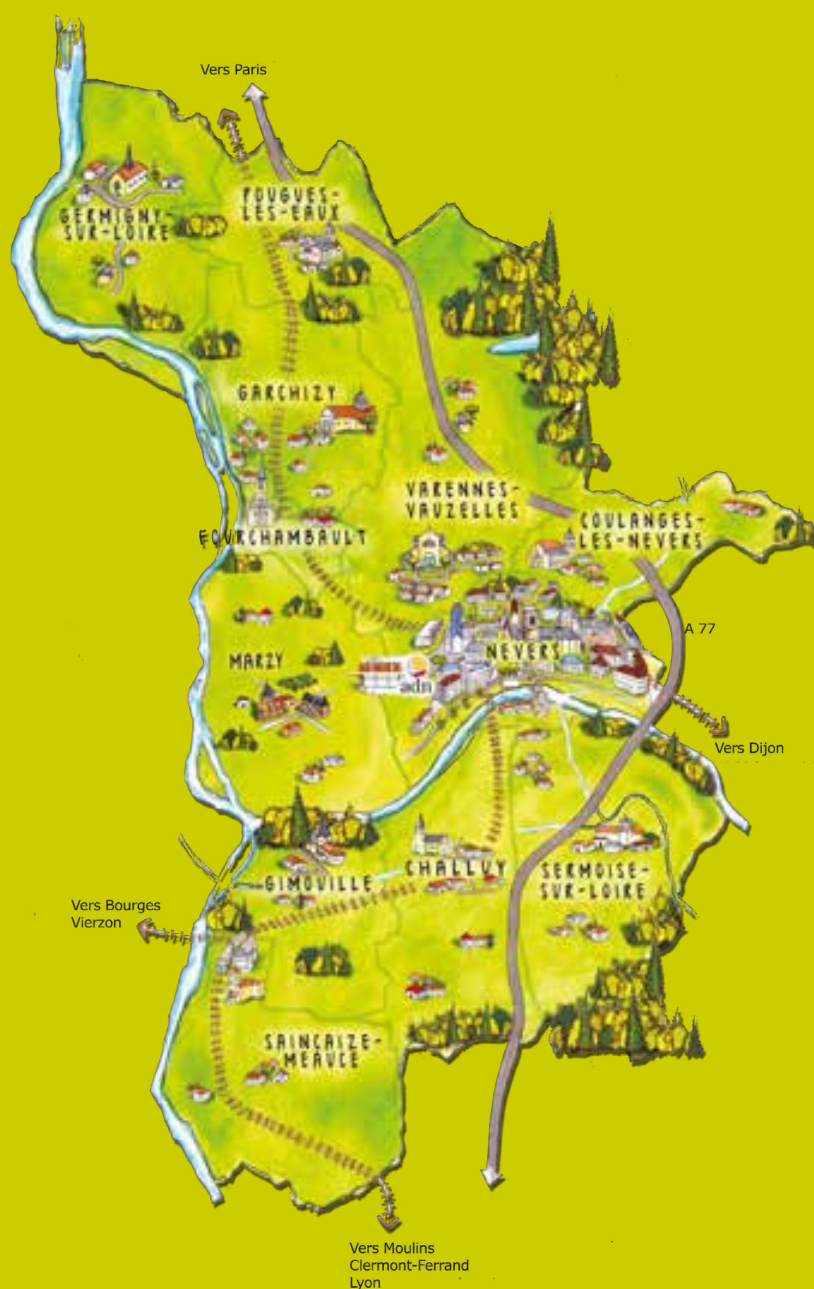 Vers Paris
POUGUES-
LES-EAUX
GERMIGNY-
SUR-LOIRE
GARCHIZY
VARENNES-
VAUZELLES
COULANGES-
LES-NEVERS
FOURCHAMBAULT
A 77
NEVERS
MARZY
adn
Vers Dijon
GIMOUILLE
CHALLUY
SERMOISE-
SUR-LOIRE
Vers Bourges
Vierzon
SAINCAIZE-
MEAUCE
Vers Moulins
Clermont-Ferrand
Lyon